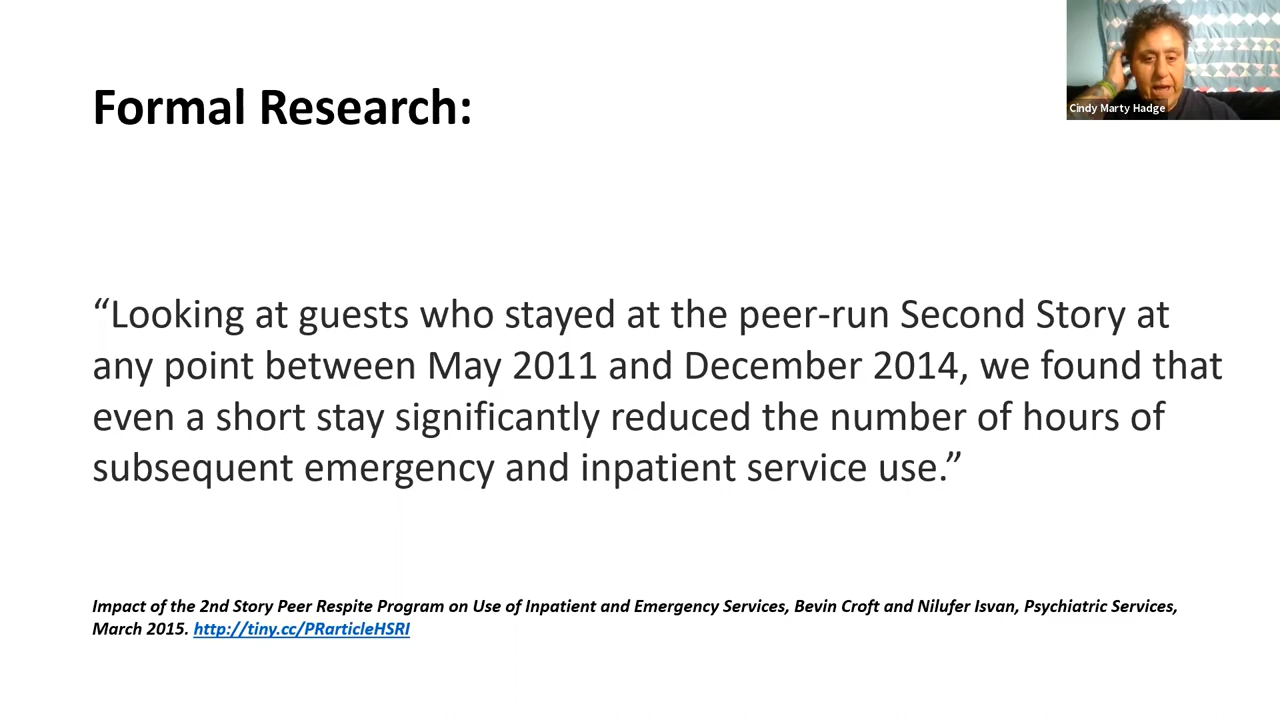 Formal Research:
Cindy Marty Hadge
“Looking at guests who stayed at the peer-run Second Story at
any point between May 2011 and December 2014, we found that
even a short stay significantly reduced the number of hours of
subsequent emergency and inpatient service use.”
Impact of the 2nd Story Peer Respite Program on Use of Inpatient and Emergency Services, Bevin Croft and Nilufer Isvan, Psychiatric Services,
March 2015. http://tiny.cc/PRarticleHSRI